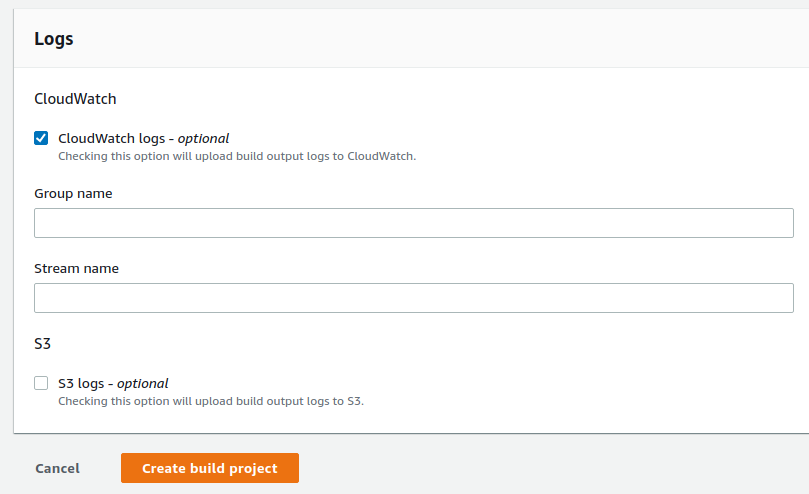 Logs
CloudWatch
CloudWatch logs - optional
Checking this option will upload build output logs to CloudWatch.
Group name
Stream name
S3
S3 logs - optional
Checking this option will upload build output logs to S3.
Cancel
Create build project